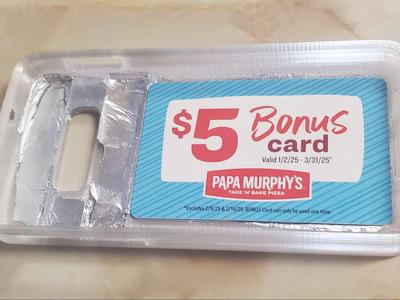 $5 Bonus
card
Valid 1/2/25 - 3/31/25*
PAPA MURPHY'S
TAKE 'N' BAKE PIZZA
*Excludes 2/9/25 & 2/14/25. BONUS Card can only be used one time.